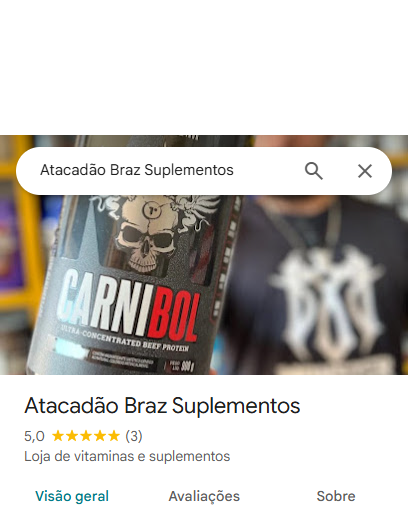 Atacadão Braz Suplementos
CARNIBOL
ULTRA-CONCENTRATED BEEF PROTEIN
Atacadão Braz Suplementos
5,0 (3)
Loja de vitaminas e suplementos
Visão geral Avaliações Sobre